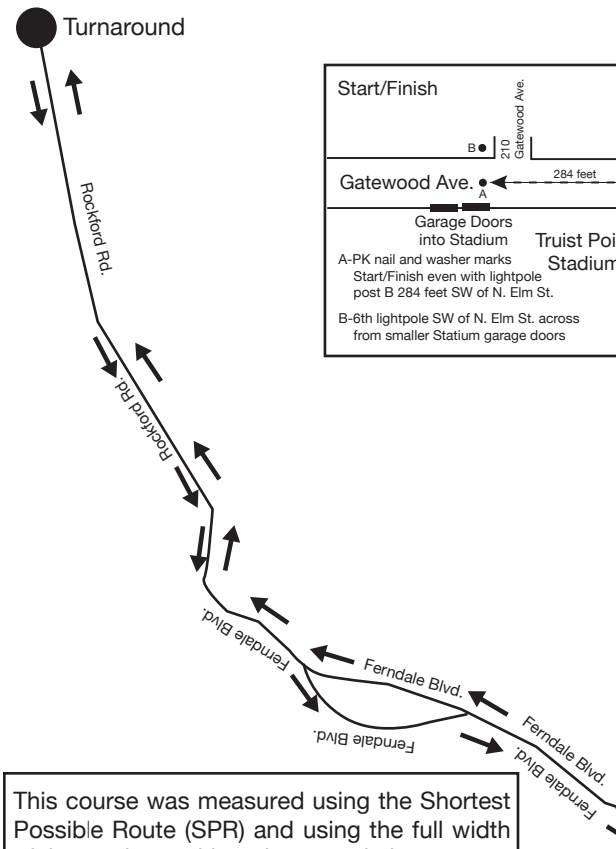 Turnaround
Rockford Rd.
Rockford Rd.
Ferndale Blvd.
Ferndale Blvd.
Ferndale Blvd.
Ferndale Blvd.
Ferndale Blvd.
Start/Finish
B
210
Gatewood Ave.
Gatewood Ave.
284 feet
A
Garage Doors
into Stadium
Truist Poi
Stadium
A-PK nail and washer marks
Start/Finish even with lightpole
post B 284 feet SW of N. Elm St.
B-6th lightpole SW of N. Elm St. across
from smaller Statium garage doors
This course was measured using the Shortest
Possible Route (SPR) and using the full width